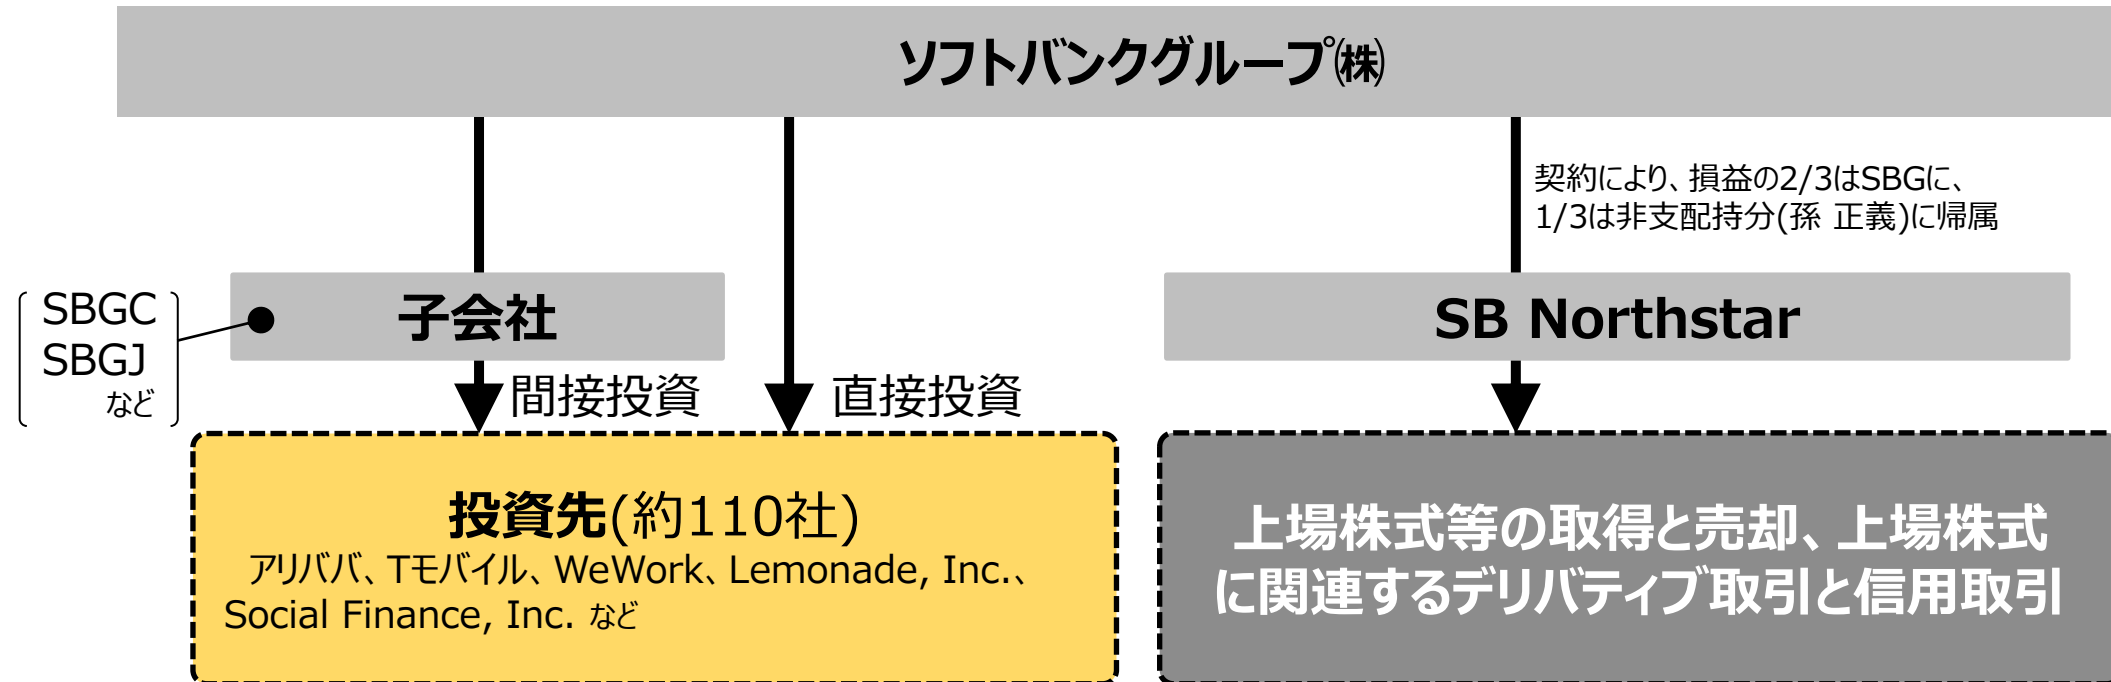 ソフトバンクグループ㈱
契約により、損益の2/3はSBGに、
1/3は非支配持分(孫 正義)に帰属
SBGC
SBGJ
など
子会社
SB Northstar
間接投資
直接投資
投資先(約110社)
アリババ、Tモバイル、WeWork、Lemonade, Inc.、
Social Finance, Inc. など
上場株式等の取得と売却、上場株式
に関連するデリバティブ取引と信用取引